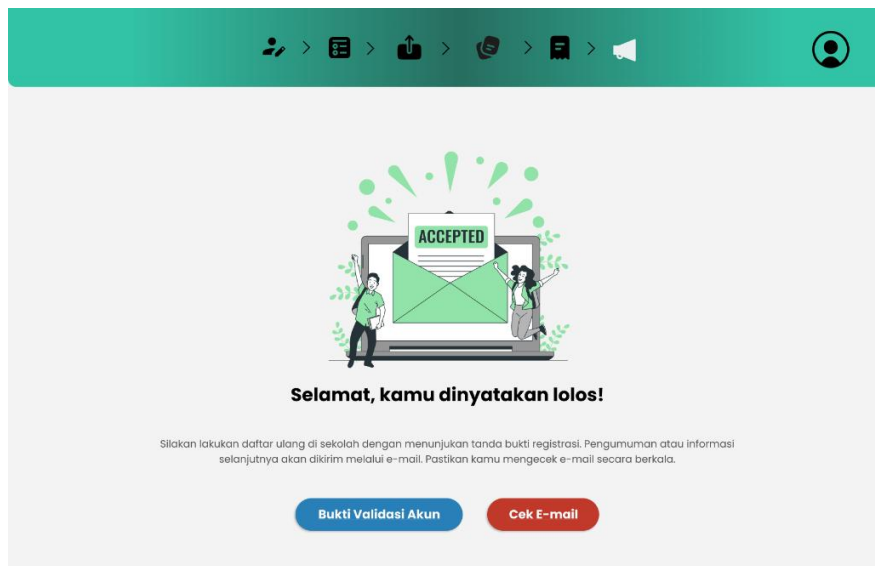 ACCEPTED
Selamat, kamu dinyatakan lolos!
Silakan lakukan daftar ulang di sekolah dengan menunjukan tanda bukti registrasi. Pengumuman atau informasi
selanjutnya akan dikirim melalui e-mail. Pastikan kamu mengecek e-mail secara berkala.
Bukti Validasi Akun
Cek E-mail